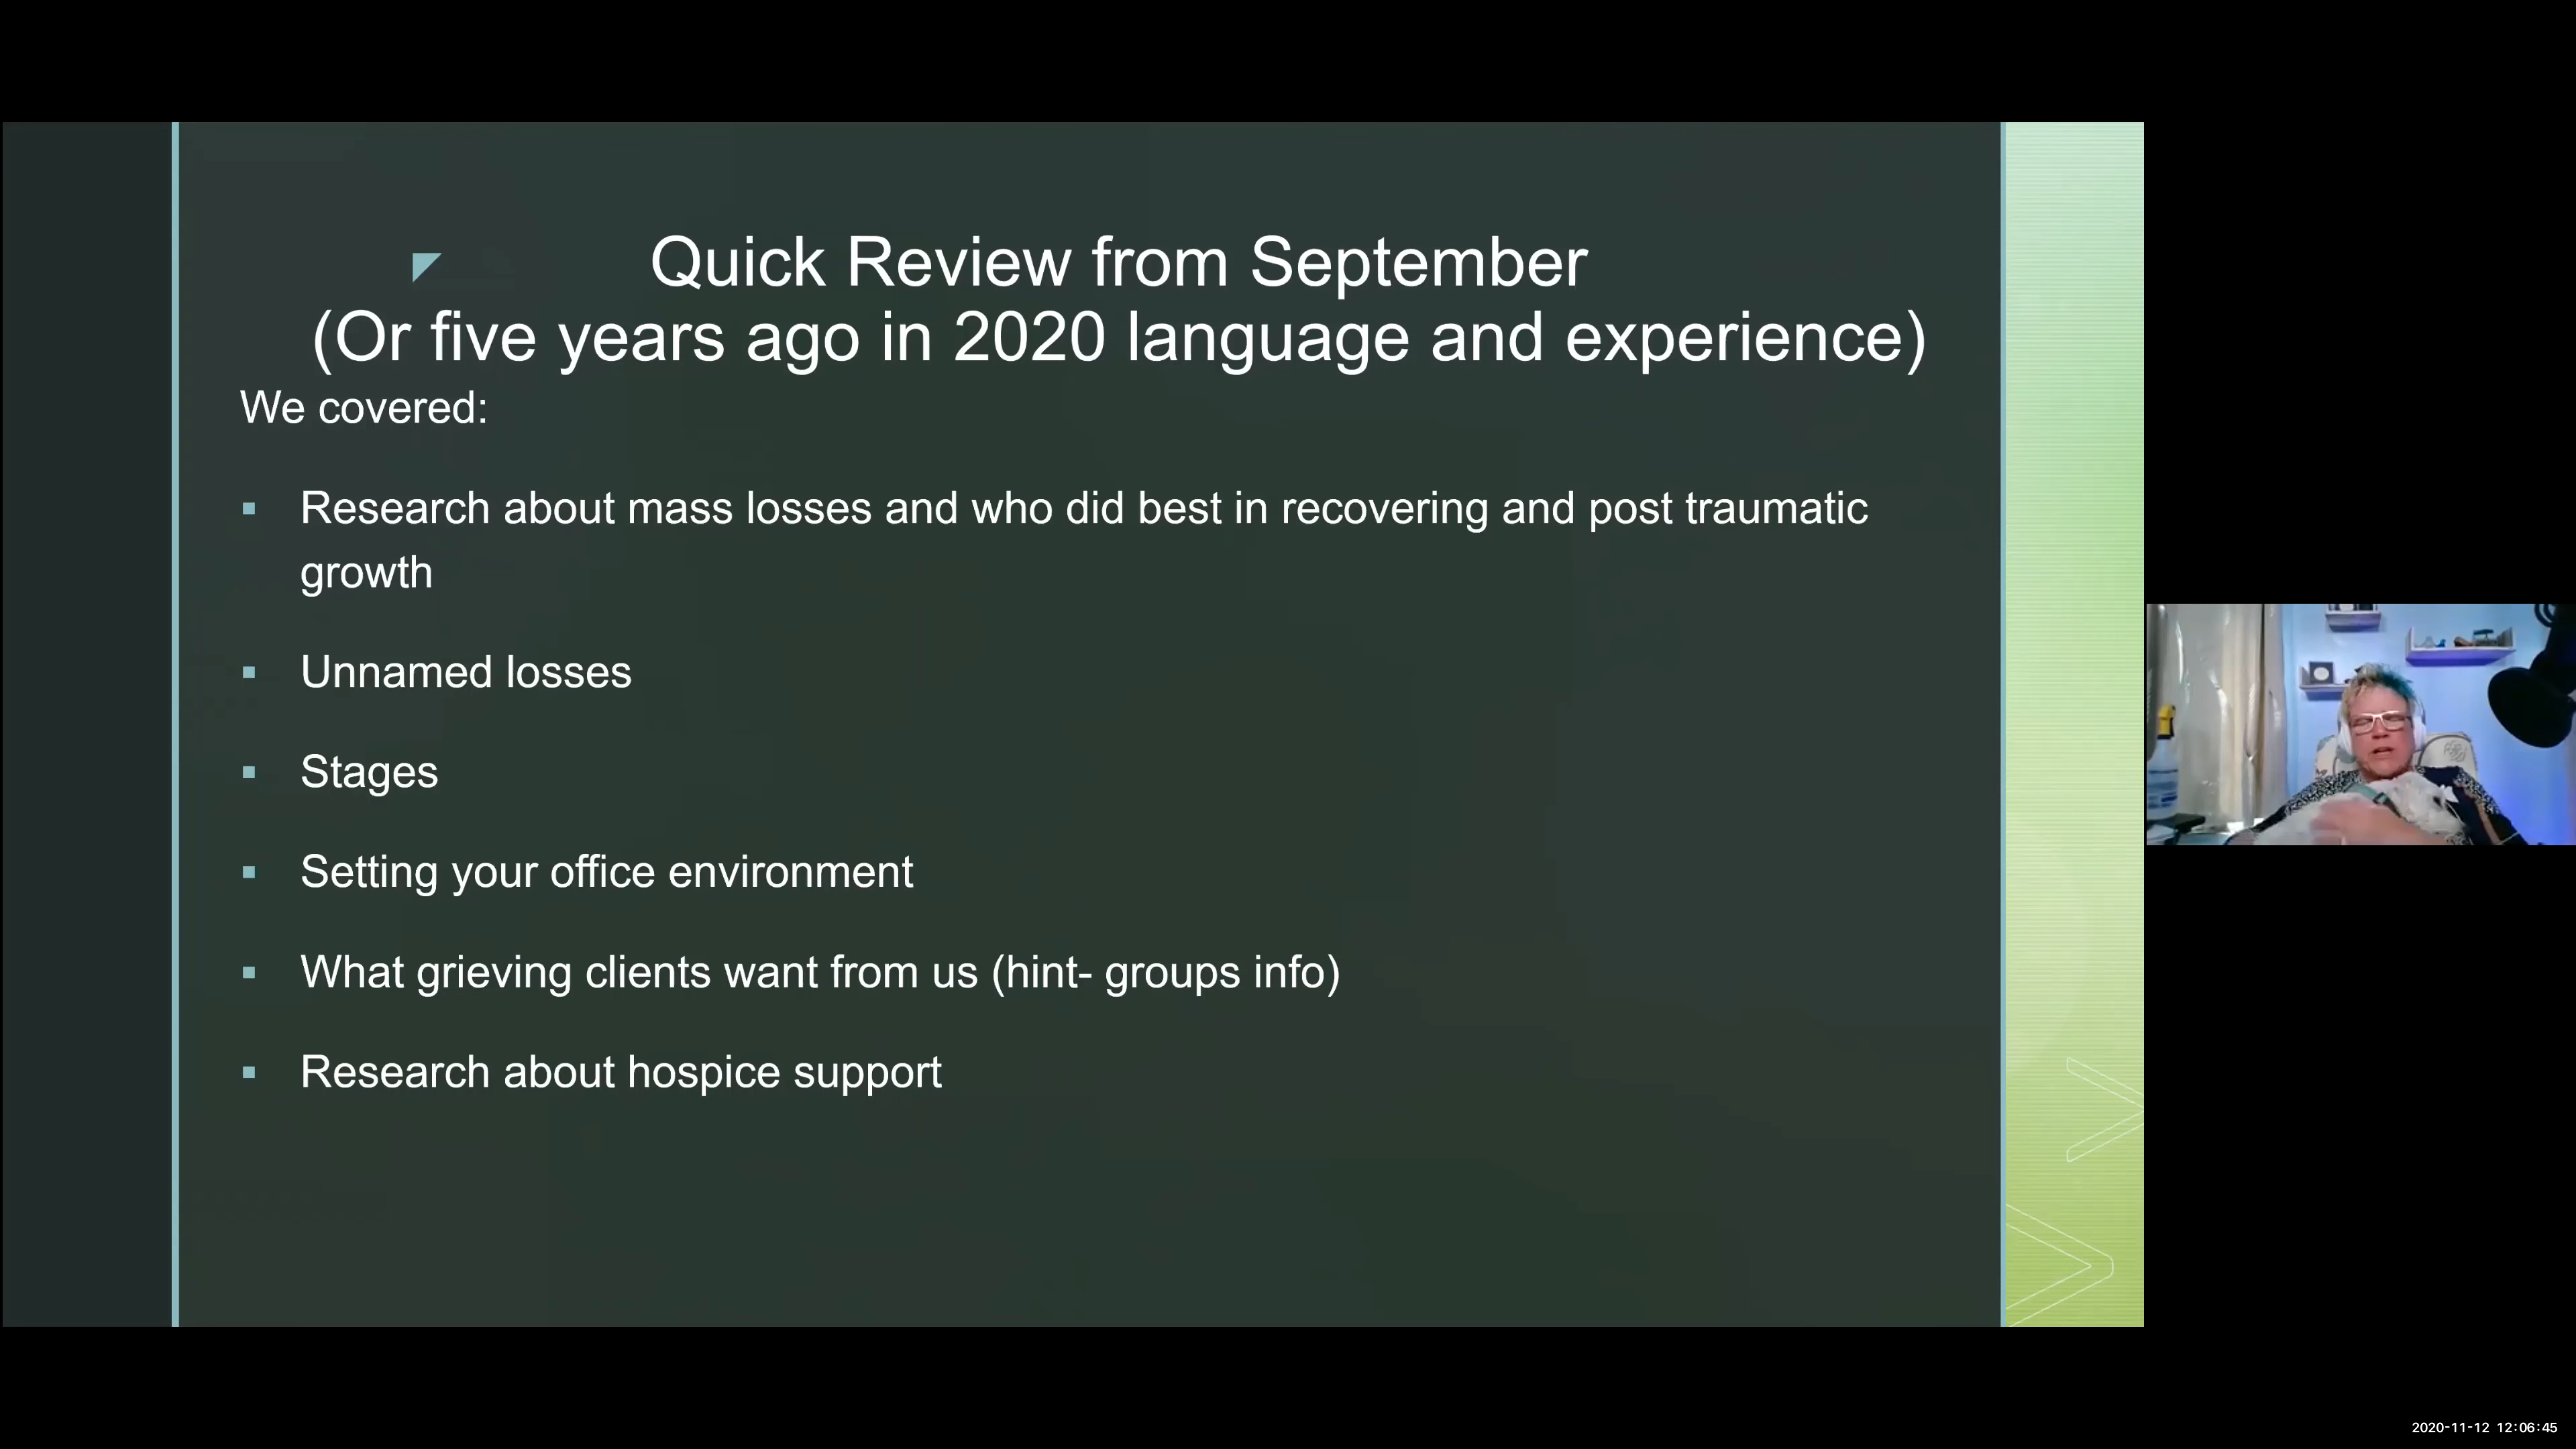 Quick Review from September
(Or five years ago in 2020 language and experience)
We covered:
Research about mass losses and who did best in recovering and post traumatic
growth
Unnamed losses
Stages
Setting your office environment
What grieving clients want from us (hint- groups info)
Research about hospice support
2020-11-12 12:06:45